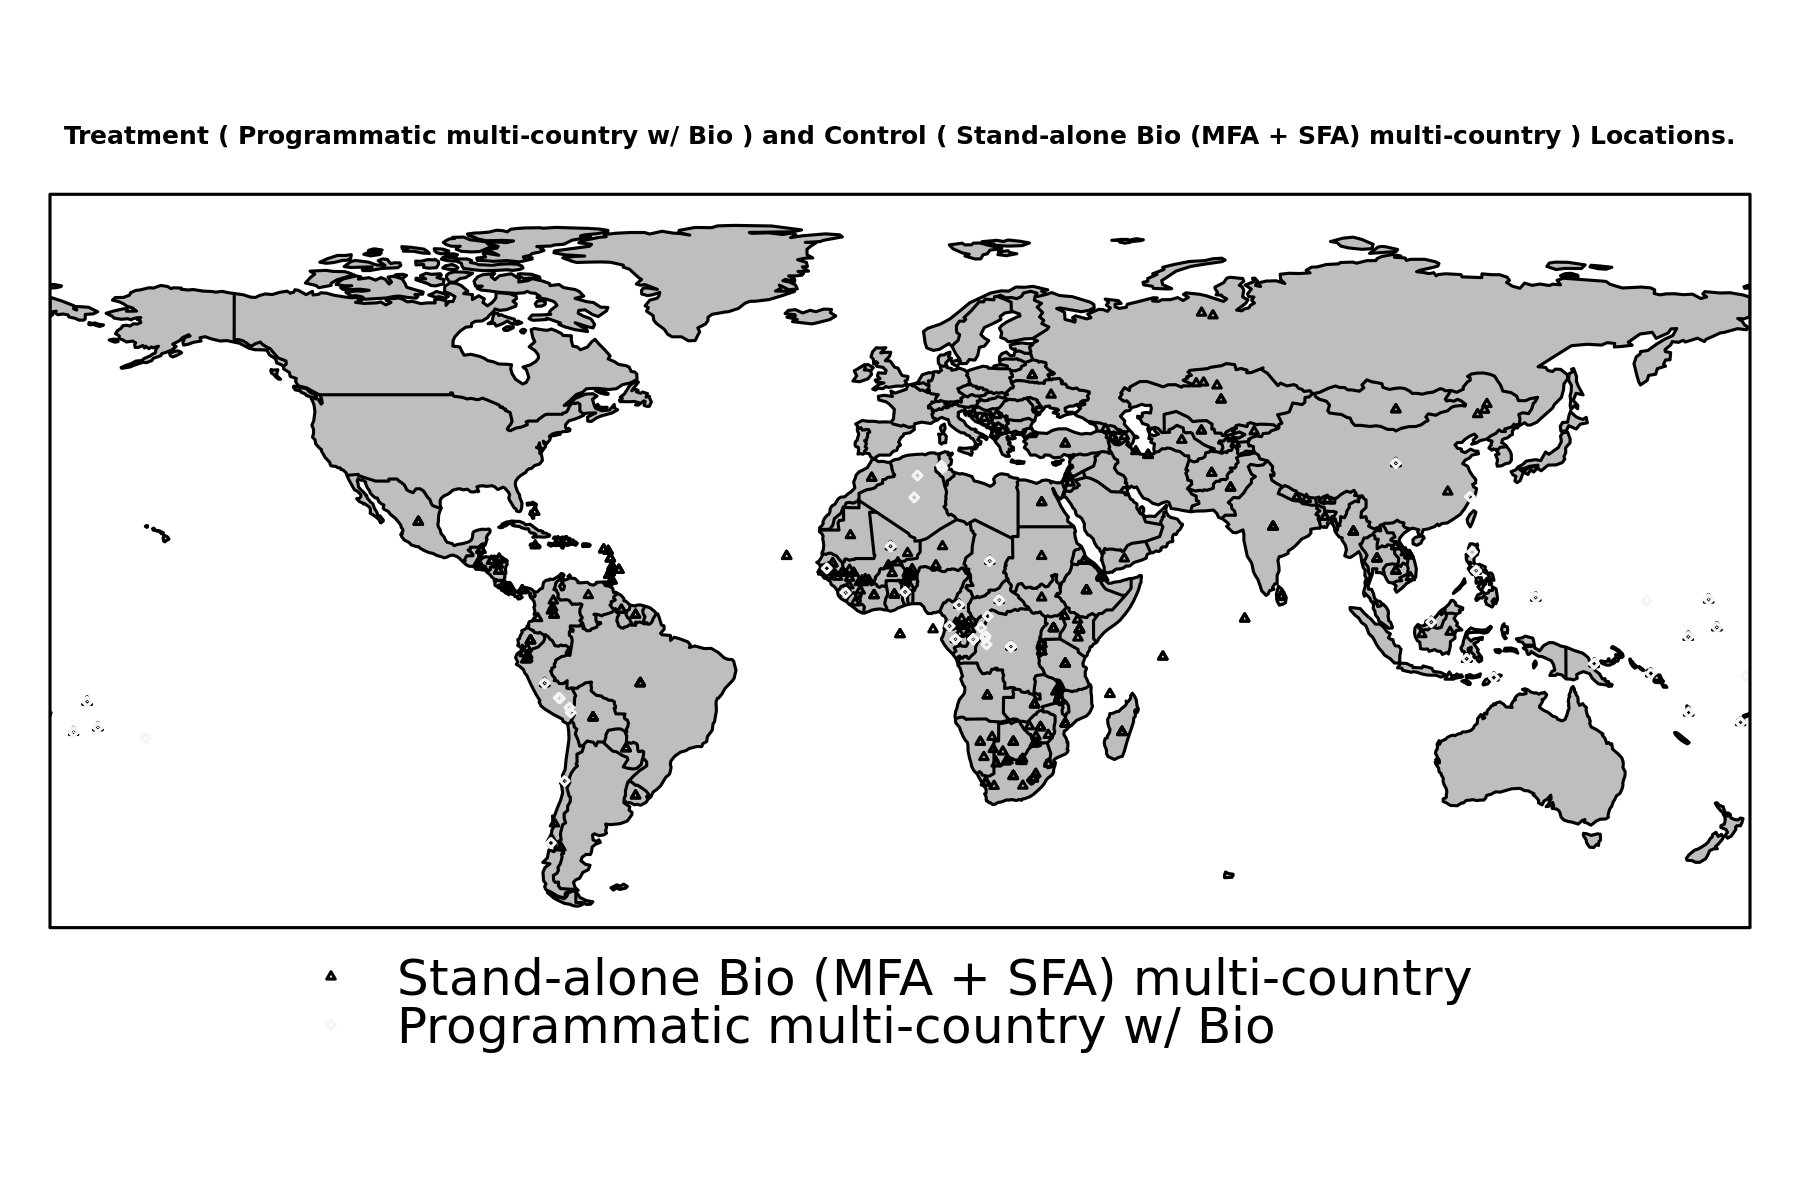 Treatment ( Programmatic multi-country w/ Bio ) and Control ( Stand-alone Bio (MFA + SFA) multi-country ) Locations.
Stand-alone Bio (MFA + SFA) multi-country
Programmatic multi-country w/ Bio